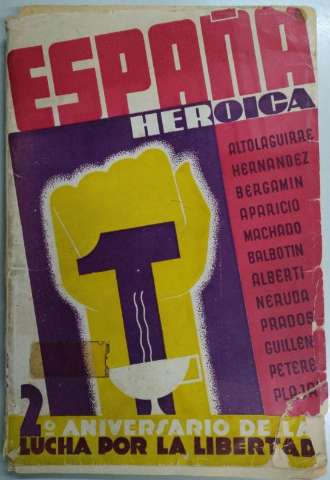 ESPAÑA
HEROICA
ALTOLAGUIRRE
HERNANDEZ
BERGAMIN
APARICIO
MACHADO
BALBOTIN
ALBERTI
NERUDA
PRADOS
GUILLEN
PETERE
PLAJA
2º ANIVERSARIO DE LA
LUCHA POR LA LIBERTAD